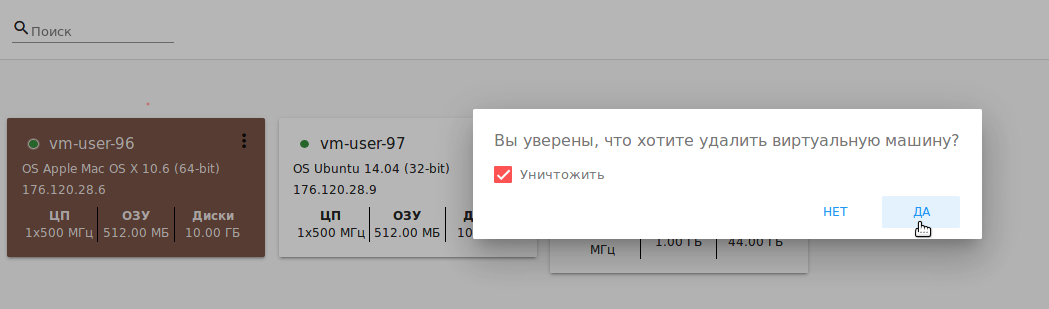 Поиск
vm-user-96
OS Apple Mac OS X 10.6 (64-bit)
176.120.28.6
ЦП ОЗУ Диски
1x500 МГц 512.00 МБ 10.00 ГБ
vm-user-97
OS Ubuntu 14.04 (32-bit)
176.120.28.9
ЦП ОЗУ
1x500 МГц 512.00 МБ 10
Вы уверены, что хотите удалить виртуальную машину?
Уничтожить
НЕТ ДА
МГц 1.00 ГБ 44.00 ГБ